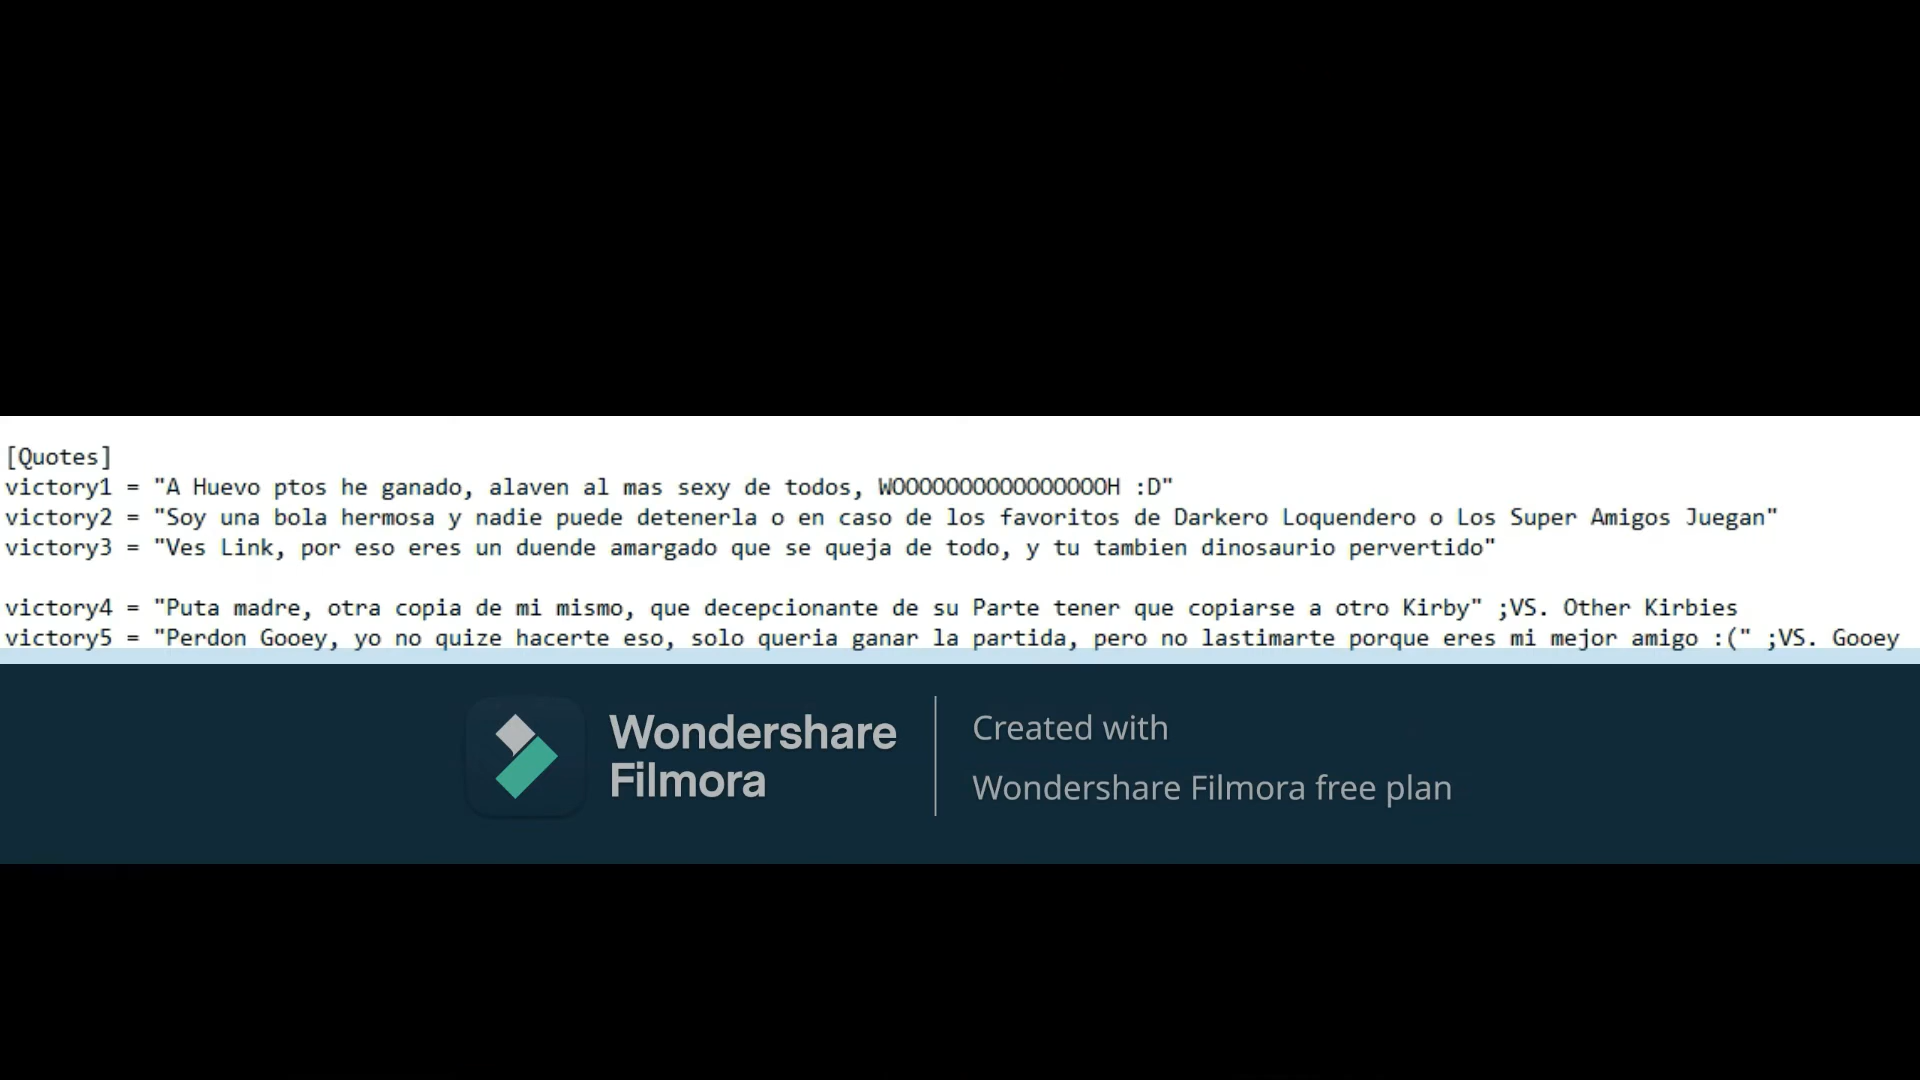 [Quotes]
victory1 = "A Huevo ptos he ganado, alaven al mas sexy de todos, WOOOOOOOOOOOOOOOOH :D"
victory2 = "Soy una bola hermosa y nadie puede detenerla o en caso de los favoritos de Darkero Loquendero o Los Super Amigos Juegan"
victory3 = "Ves Link, por eso eres un duende amargado que se queja de todo, y tu tambien dinosaurio pervertido"
victory4 = "Puta madre, otra copia de mi mismo, que decepcionante de su Parte tener que copiarse a otro Kirby" ;VS. Other Kirbies
victory5 = "Perdon Gooey, yo no quize hacerte eso, solo queria ganar la partida, pero no lastimarte porque eres mi mejor amigo :(" ;VS. Gooey
Wondershare
Filmora
Created with
Wondershare Filmora free plan